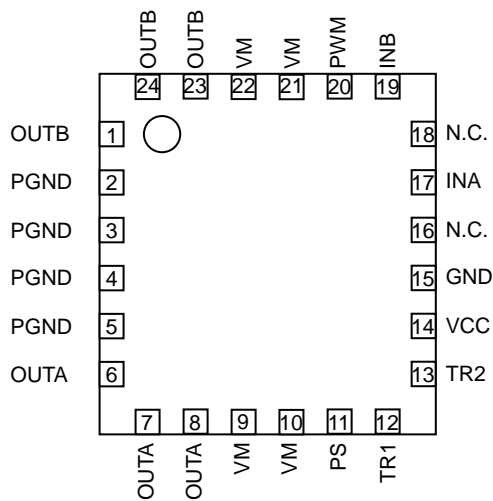 OUTB OUTB VM VM PWM INB
24 23 22 21 20 19
OUTB 1 18 N.C.
PGND 2 17 INA
PGND 3 16 N.C.
PGND 4 15 GND
PGND 5 14 VCC
OUTA 6 13 TR2
7 8 9 10 11 12
OUTA OUTA VM VM PS TR1